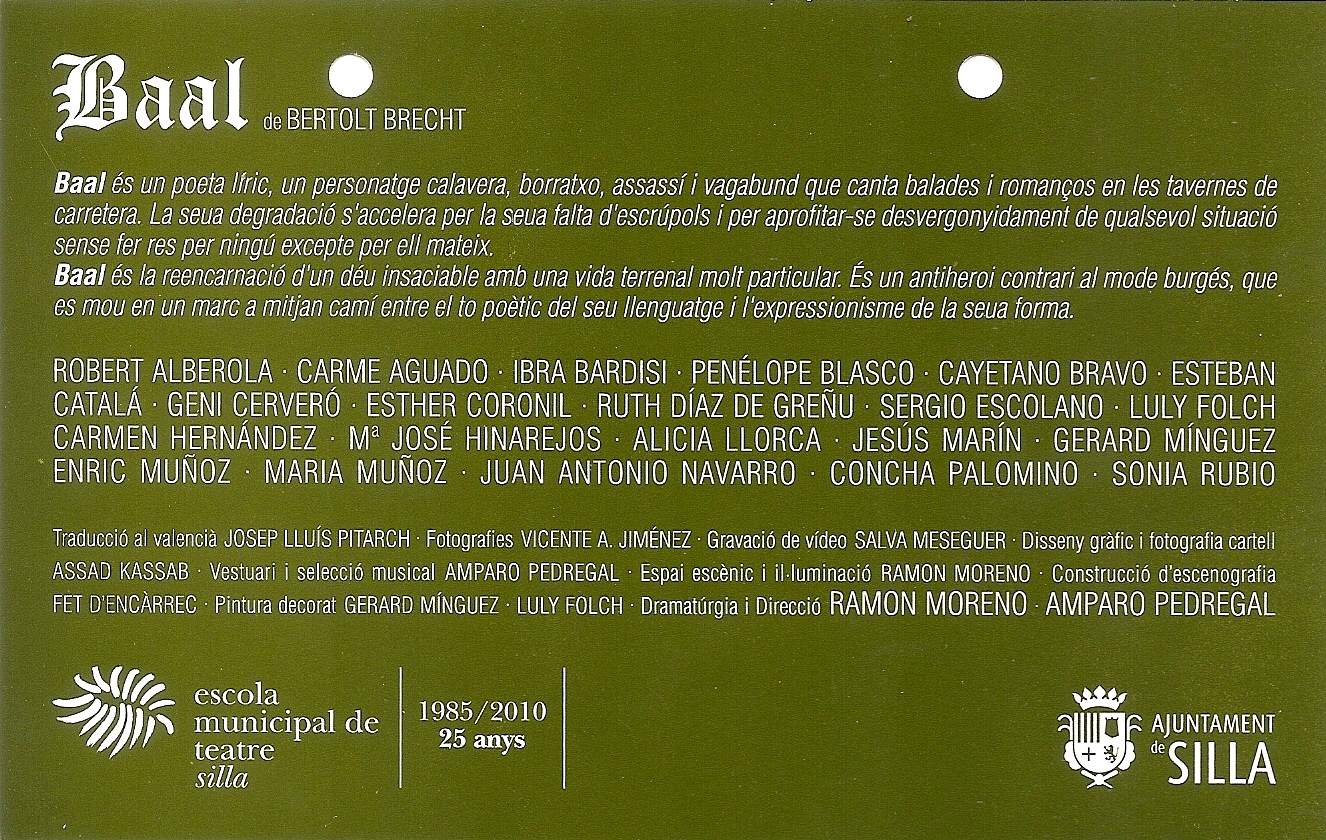 Baal de BERTOLT BRECHT
Baal és un poeta líric, un personatge calavera, borratxo, assassí i vagabund que canta balades i romanços en les tavernes de
carretera. La seua degradació s'accelera per la seua falta d'escrúpols i per aprofitar-se desvergonyidament de qualsevol situació
sense fer res per ningú excepte per ell mateix.
Baal és la reencarnació d'un déu insaciable amb una vida terrenal molt particular. És un antiheroi contrari al mode burgés, que
es mou en un marc a mitjan camí entre el to poètic del seu llenguatge i l'expressionisme de la seua forma.
ROBERT ALBEROLA · CARME AGUADO · IBRA BARDISI · PENÉLOPE BLASCO · CAYETANO BRAVO · ESTEBAN
CATALÁ · GENI CERVERÓ · ESTHER CORONIL · RUTH DÍAZ DE GREÑU · SERGIO ESCOLANO · LULY FOLCH
CARMEN HERNÁNDEZ · Mª JOSÉ HINAREJOS · ALICIA LLORCA · JESÚS MARÍN · GERARD MÍNGUEZ
ENRIC MUÑOZ · MARIA MUÑOZ · JUAN ANTONIO NAVARRO · CONCHA PALOMINO · SONIA RUBIO
Traducció al valencià JOSEP LLUÍS PITARCH · Fotografies VICENTE A. JIMÉNEZ · Gravació de vídeo SALVA MESEGUER · Disseny gràfic i fotografia cartell
ASSAD KASSAB · Vestuari i selecció musical AMPARO PEDREGAL · Espai escènic i il·luminació RAMON MORENO · Construcció d'escenografia
FET D'ENCÀRREC · Pintura decorat GERARD MÍNGUEZ · LULY FOLCH · Dramatúrgia i Direcció RAMON MORENO · AMPARO PEDREGAL
escola
municipal de
teatre
silla
1985/2010
25 anys
AJUNTAMENT
de SILLA